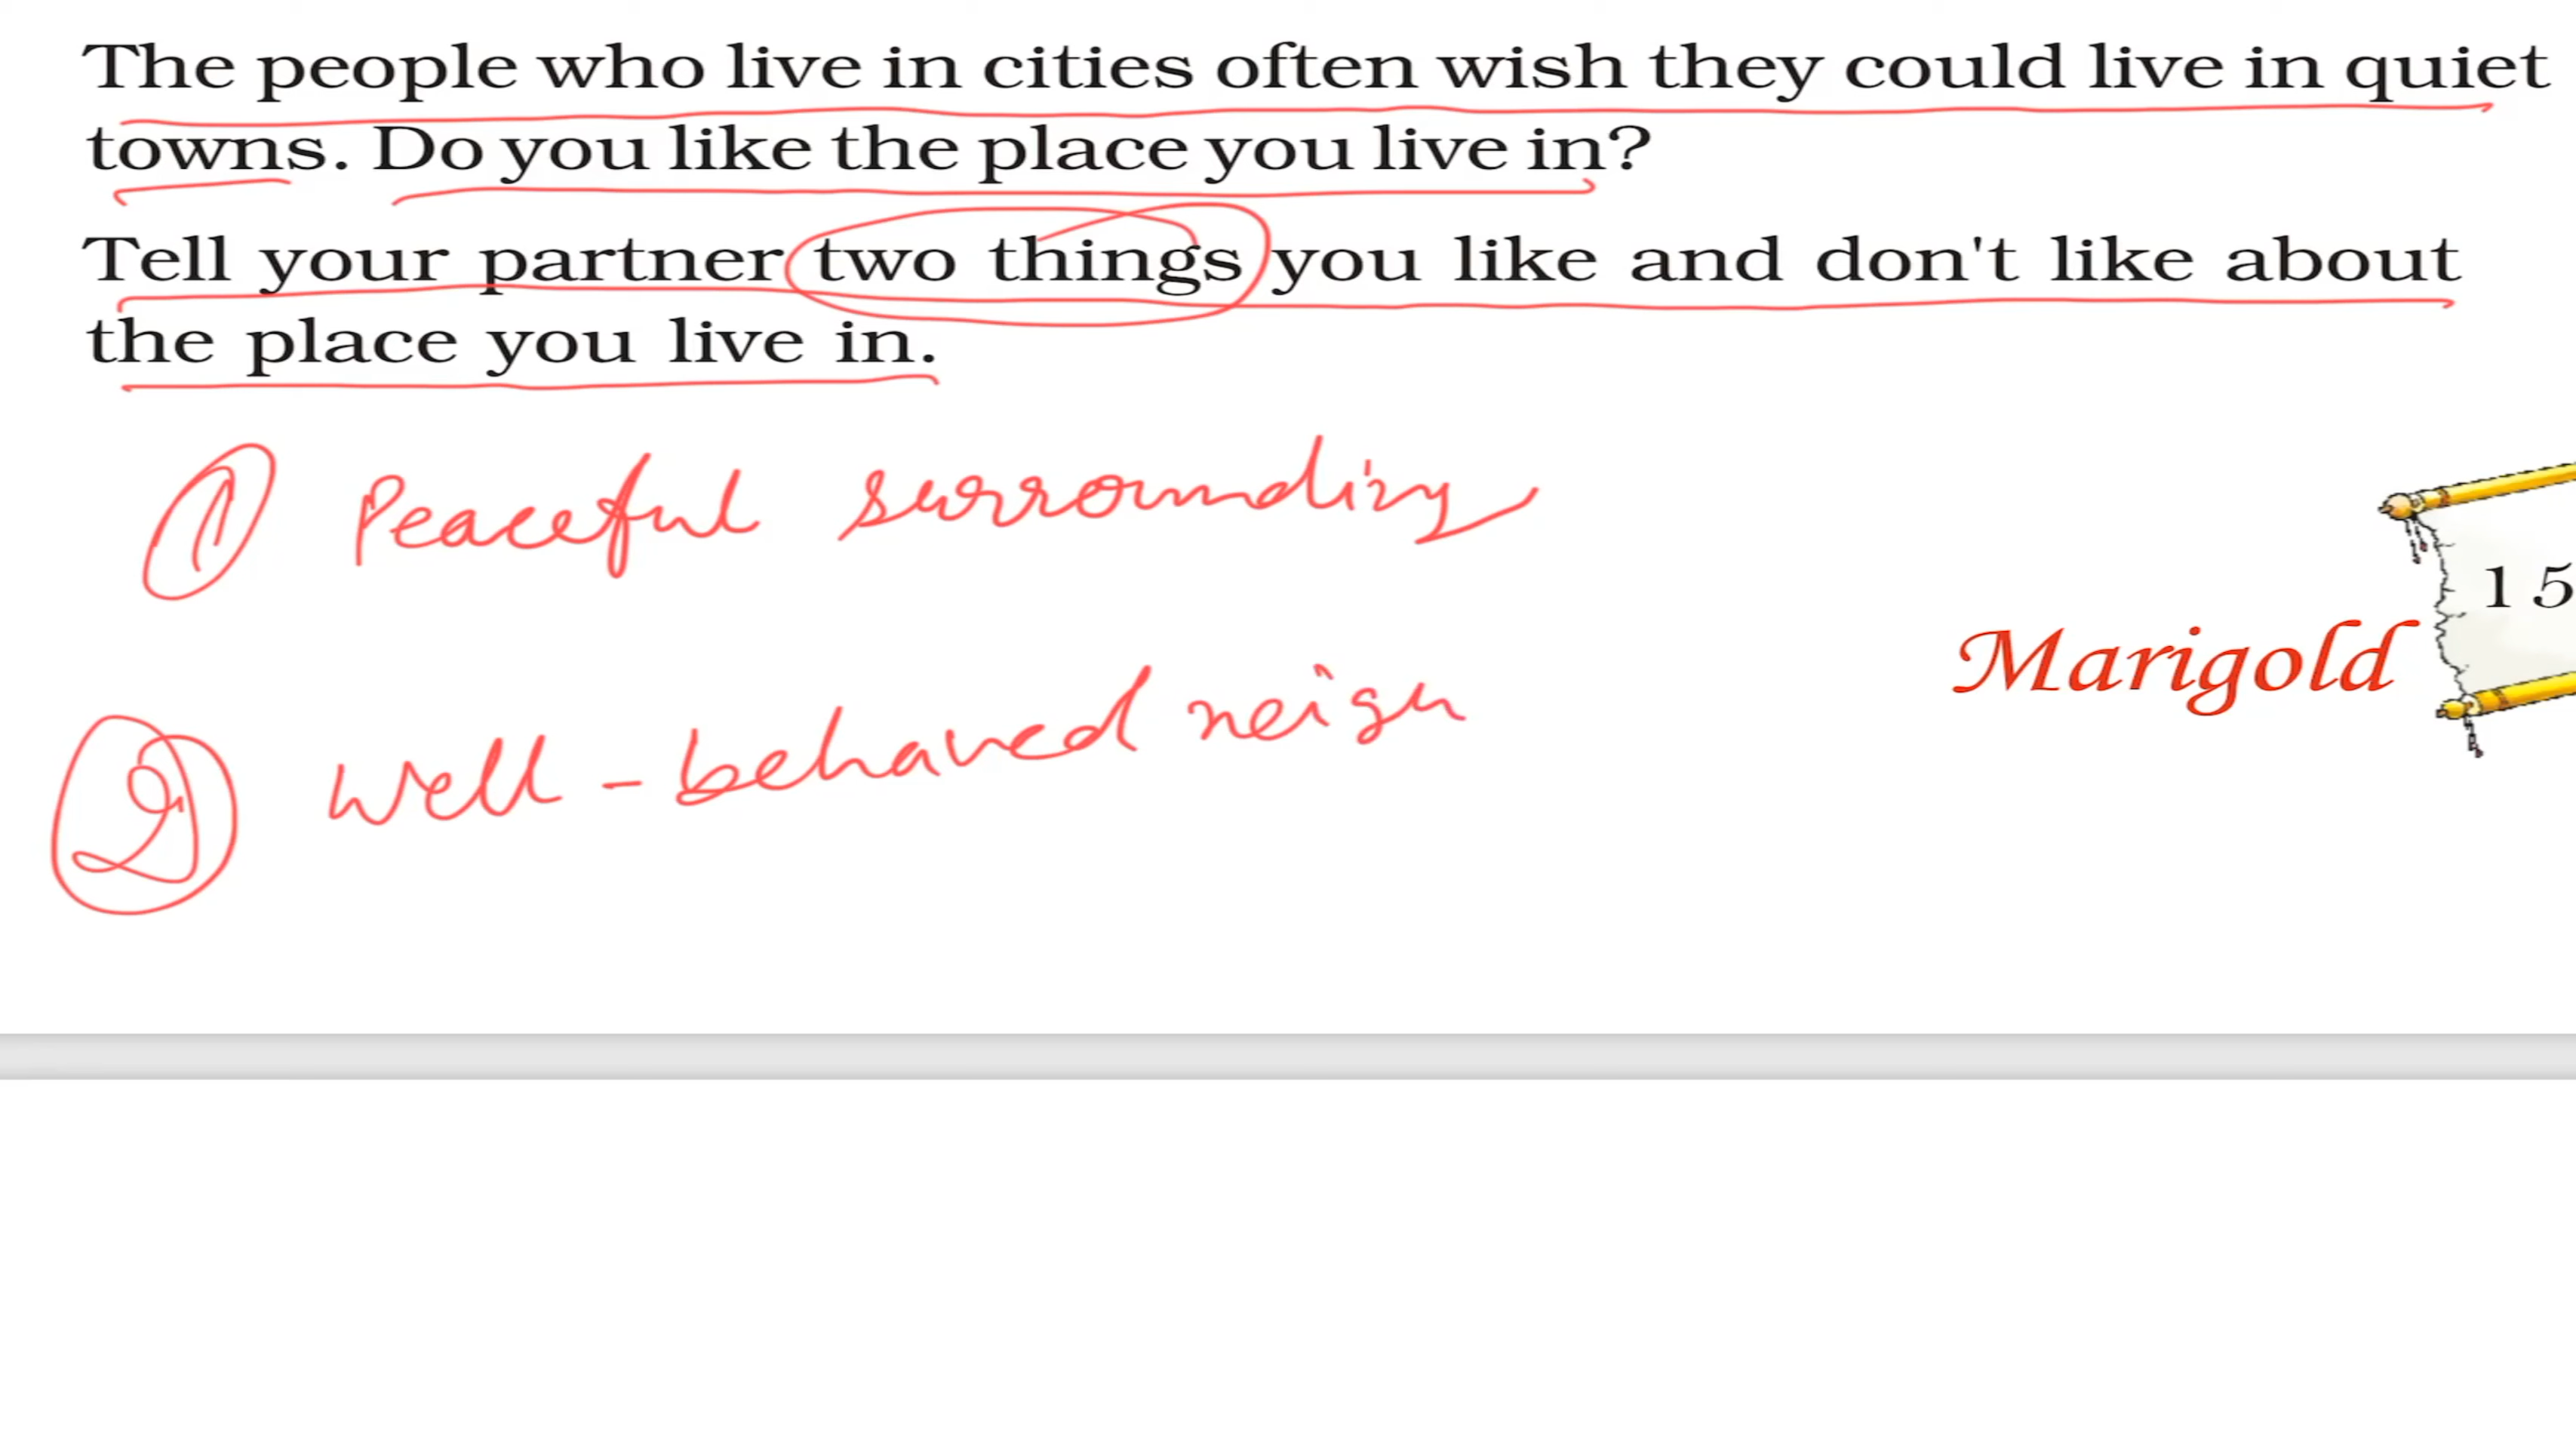 The people who live in cities often wish they could live in quiet
towns. Do you like the place you live in?
Tell your partner two things you like and don't like about
the place you live in.
① Peaceful surrounding
15
Marigold
② Well-behaved neigh